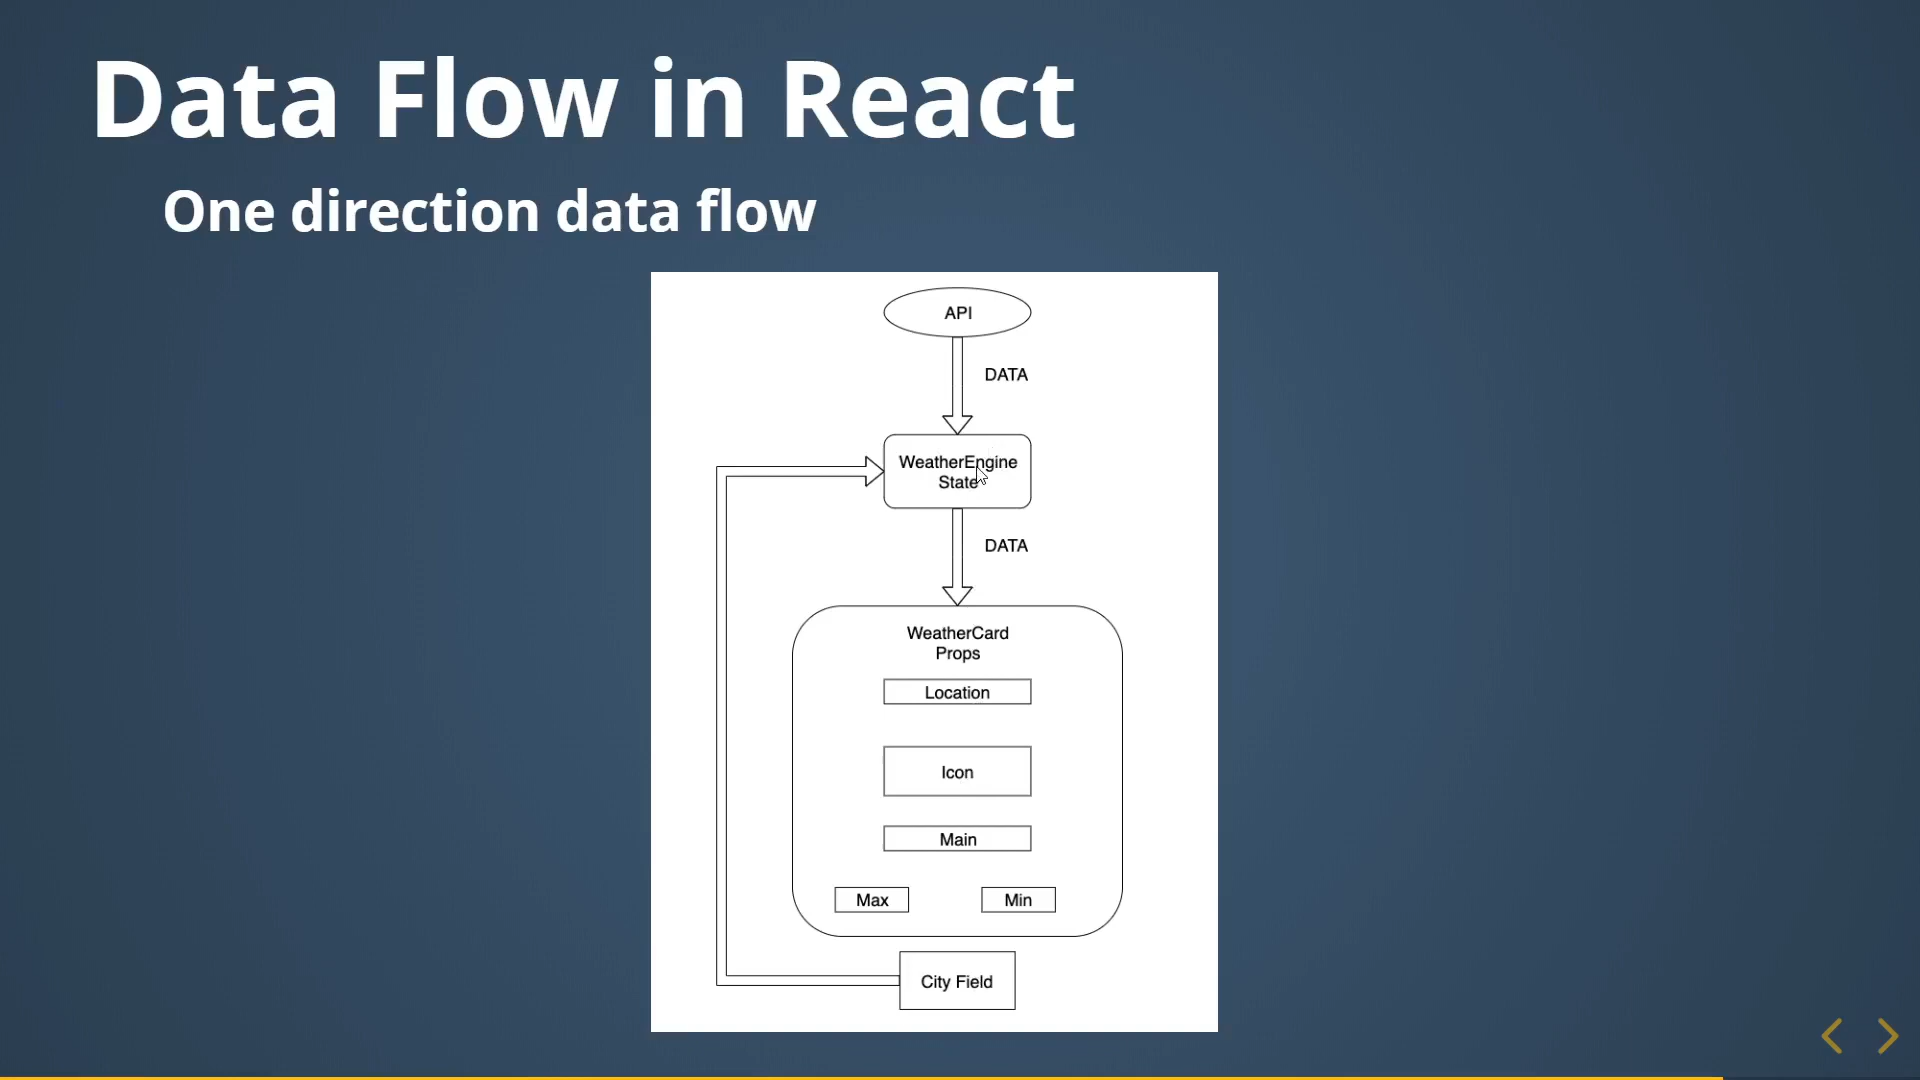 Data Flow in React
One direction data flow
API
DATA
WeatherEngine
State
DATA
WeatherCard
Props
Location
Icon
Main
Max Min
City Field